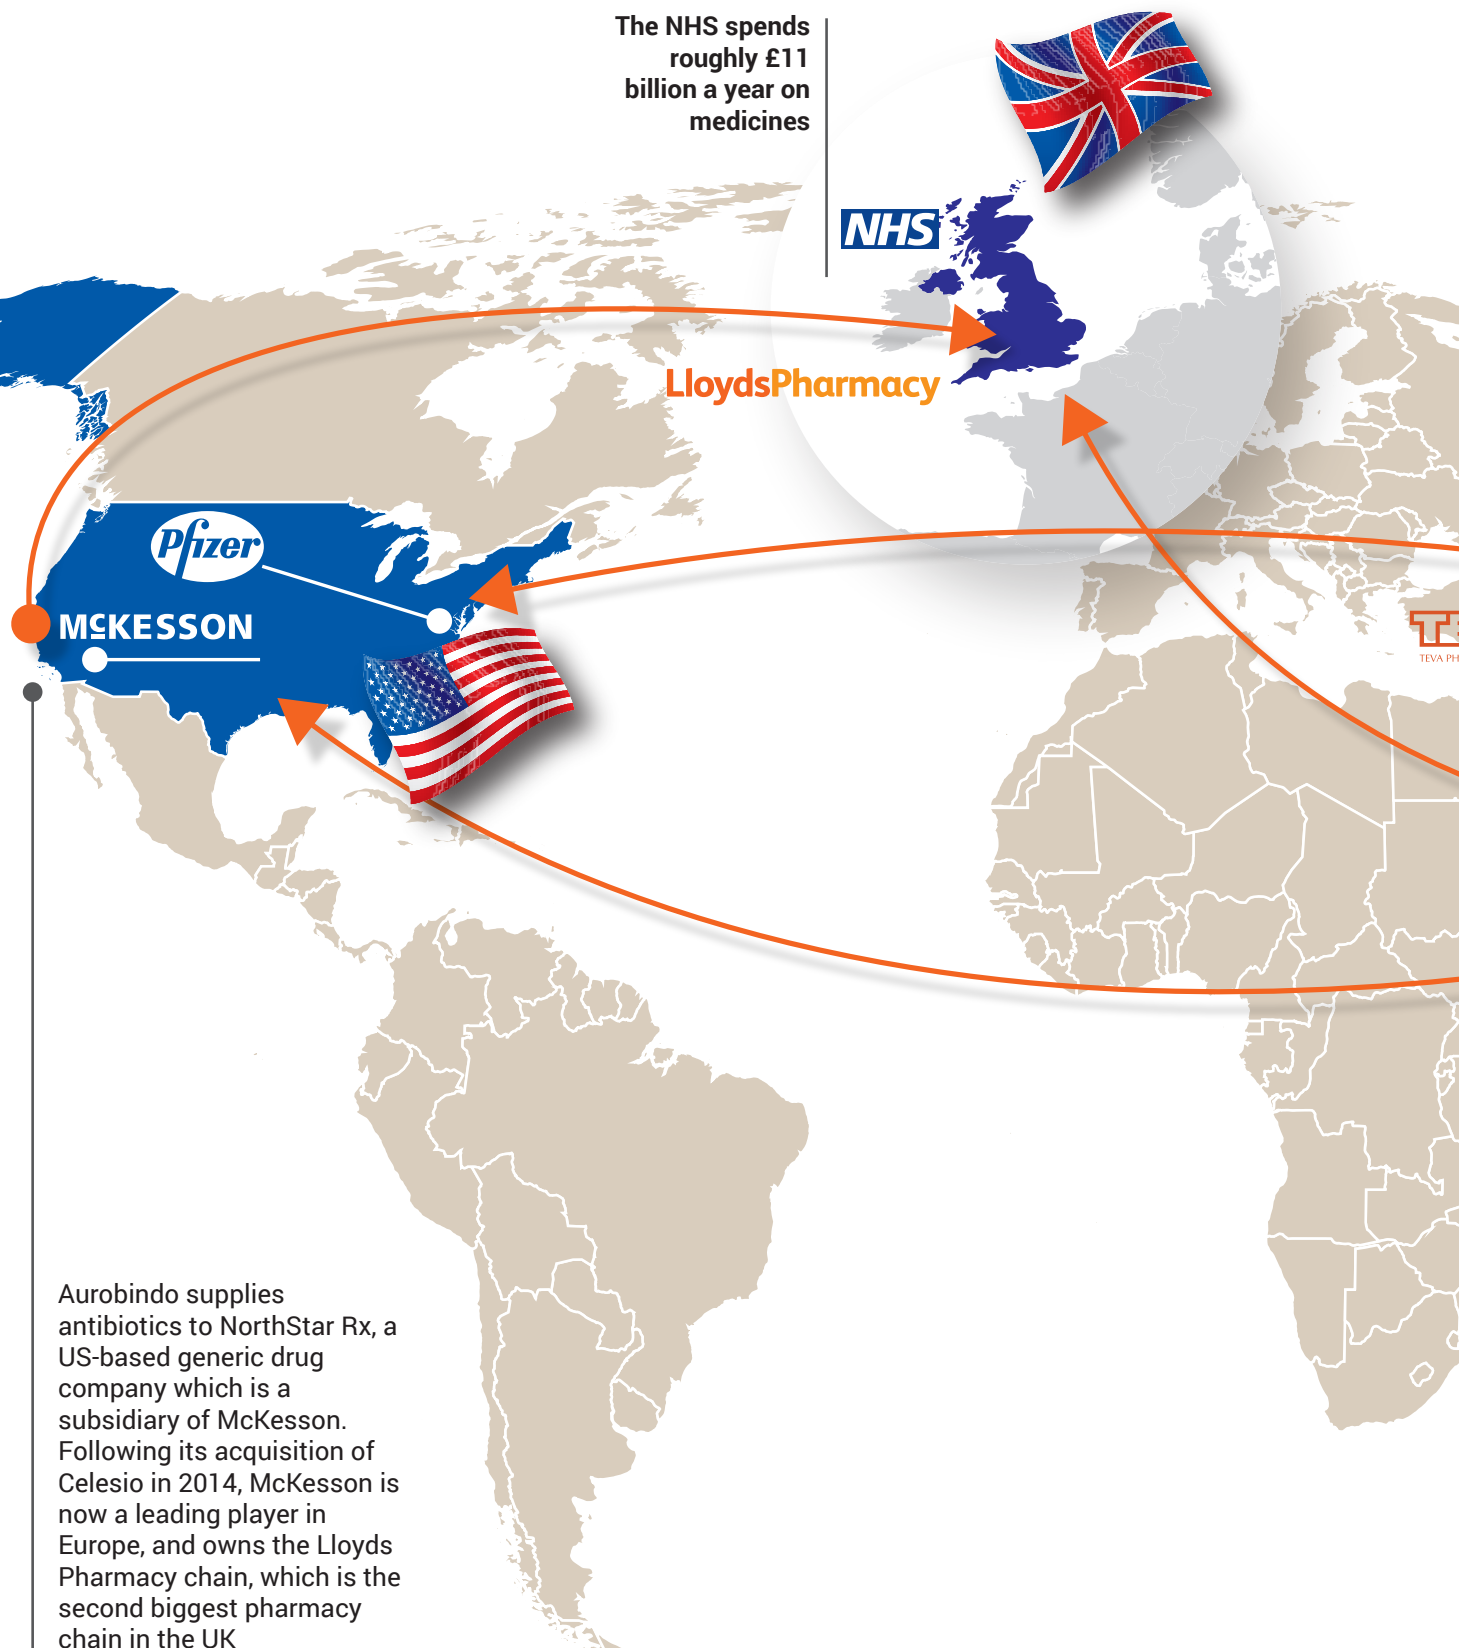 The NHS spends
roughly £11
billion a year on
medicines
NHS
LloydsPharmacy
Pfizer
McKESSON
TEVA PH
Aurobindo supplies
antibiotics to NorthStar Rx, a
US-based generic drug
company which is a
subsidiary of McKesson.
Following its acquisition of
Celesio in 2014, McKesson is
now a leading player in
Europe, and owns the Lloyds
Pharmacy chain, which is the
second biggest pharmacy
chain in the UK